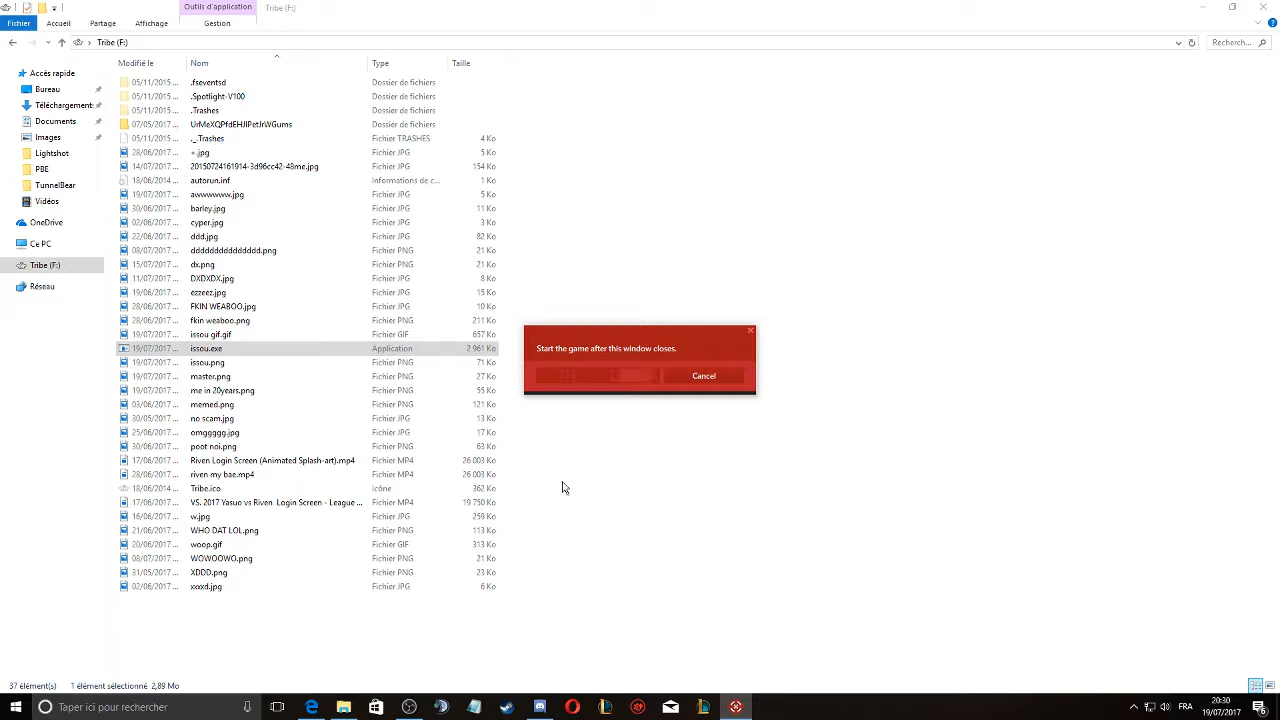 Outils d'application
Tribe (F:)
Fichier
Accueil
Partage
Affichage
Gestion
Tribe (F:)
Recherch...
Modifié le
Nom
Type
Taille
Accès rapide
Bureau
Téléchargement:
Documents
Images
Lightshot
PBE
TunnelBear
Vidéos
OneDrive
Ce PC
Tribe (F:)
Réseau
05/11/2015 ... .fseventsd Dossier de fichiers
05/11/2015 ... .Spotlight-V100 Dossier de fichiers
05/11/2015 ... .Trashes Dossier de fichiers
07/05/2017 ... Dossier de fichiers
05/11/2015 ... ._.Trashes Fichier TRASHES 4 Ko
28/06/2017 ... +.jpg Fichier JPG 5 Ko
14/07/2017 ... 20150724161914-3d96cc42-48me.jpg Fichier JPG 154 Ko
18/06/2014 ... autorun.inf Informations de c... 1 Ko
19/07/2017 ... awwwwww.jpg Fichier JPG 5 Ko
30/06/2017 ... barley.jpg Fichier JPG 11 Ko
02/06/2017 ... cyper.jpg Fichier JPG 3 Ko
22/06/2017 ... ddd.jpg Fichier JPG 82 Ko
08/07/2017 ... ddddddddddddddd.png Fichier PNG 21 Ko
15/07/2017 ... dx.png Fichier PNG 21 Ko
11/07/2017 ... DXDXDX.jpg Fichier JPG 8 Ko
19/07/2017 ... ezzeez.jpg Fichier JPG 15 Ko
28/06/2017 ... FKIN WEABOO.jpg Fichier JPG 10 Ko
28/06/2017 ... fkin weaboo.png Fichier PNG 211 Ko
19/07/2017 ... issou gif.gif Fichier GIF 657 Ko
19/07/2017 ... issou.exe Application 2 961 Ko
19/07/2017 ... issou.png Fichier PNG 71 Ko
19/07/2017 ... master.png Fichier PNG 27 Ko
19/07/2017 ... me in 20years.png Fichier PNG 55 Ko
03/06/2017 ... memed.png Fichier PNG 121 Ko
30/05/2017 ... no scam.jpg Fichier JPG 13 Ko
25/06/2017 ... omggggg.jpg Fichier JPG 17 Ko
30/06/2017 ... poot noi.png Fichier PNG 63 Ko
17/06/2017 ... Riven Login Screen (Animated Splash-art).mp4 Fichier MP4 26 003 Ko
28/06/2017 ... riven my bae.mp4 Fichier MP4 26 003 Ko
18/06/2014 ... Tribe.ico Icône 362 Ko
17/06/2017 ... VS. 2017 Yasuo vs Riven Login Screen - League ... Fichier MP4 19 750 Ko
16/06/2017 ... w.jpg Fichier JPG 259 Ko
21/06/2017 ... WHO DAT LOL.png Fichier PNG 32 Ko
20/06/2017 ... woop.gif Fichier GIF 313 Ko
08/07/2017 ... WOWOOWO.png Fichier PNG 21 Ko
31/05/2017 ... XDDD.png Fichier PNG 23 Ko
02/06/2017 ... xxxxd.jpg Fichier JPG 6 Ko
Start the game after this window closes.
Cancel
37 élément(s)
1 élément sélectionné 2,89 Mo
Taper ici pour rechercher
FRA
20:30
19/07/2017